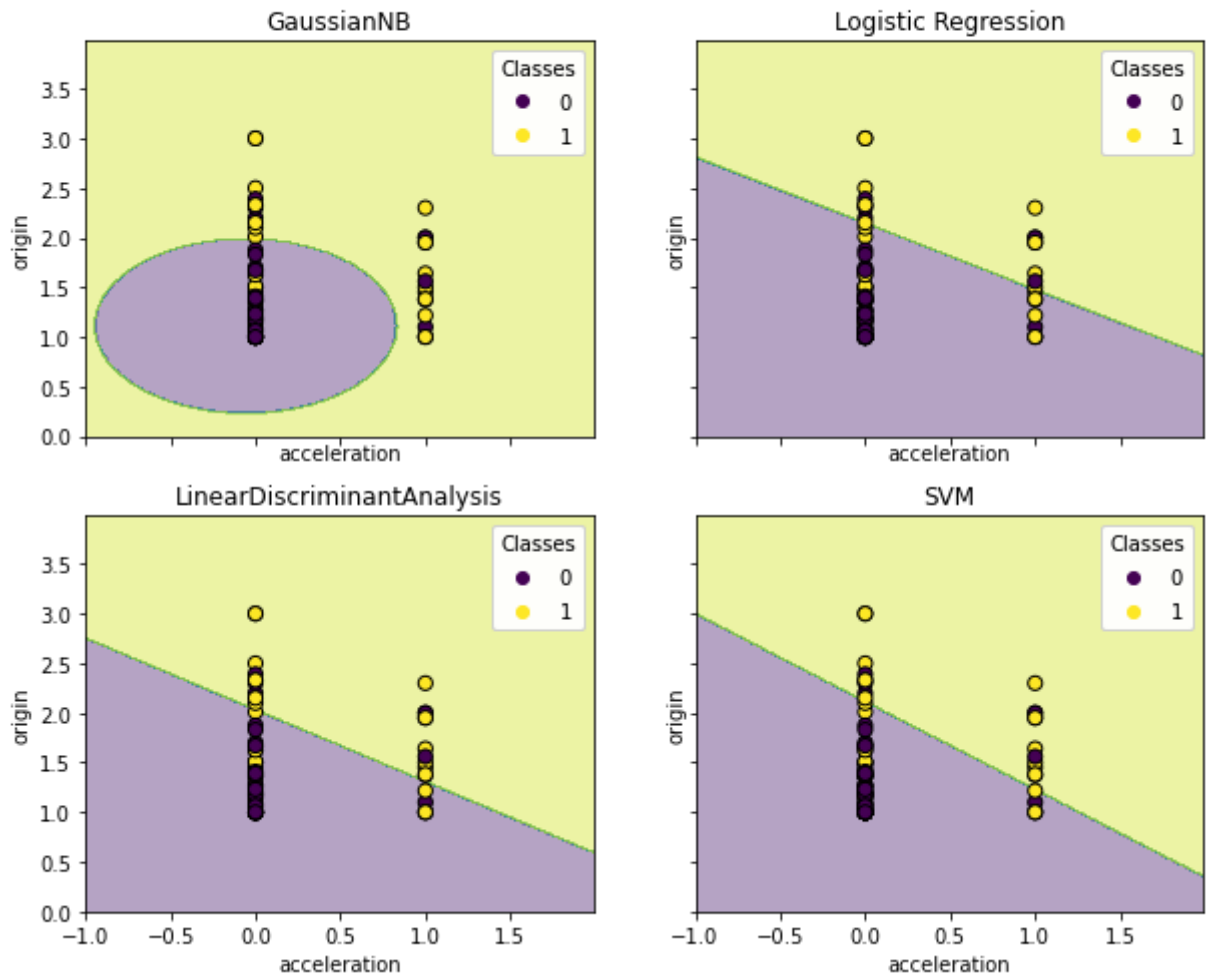 GaussianNB
Classes
0
1
3.5
3.0
2.5
2.0
1.5
1.0
0.5
0.0
origin
acceleration
Logistic Regression
Classes
0
1
origin
acceleration
LinearDiscriminantAnalysis
Classes
0
1
3.5
3.0
2.5
2.0
1.5
1.0
0.5
0.0
origin
−1.0 −0.5 0.0 0.5 1.0 1.5
acceleration
SVM
Classes
0
1
origin
−1.0 −0.5 0.0 0.5 1.0 1.5
acceleration